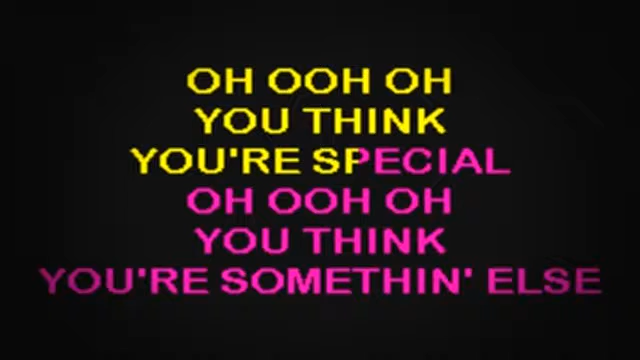 OH OOH OH
YOU THINK
YOU'RE SPECIAL
OH OOH OH
YOU THINK
YOU'RE SOMETHIN' ELSE